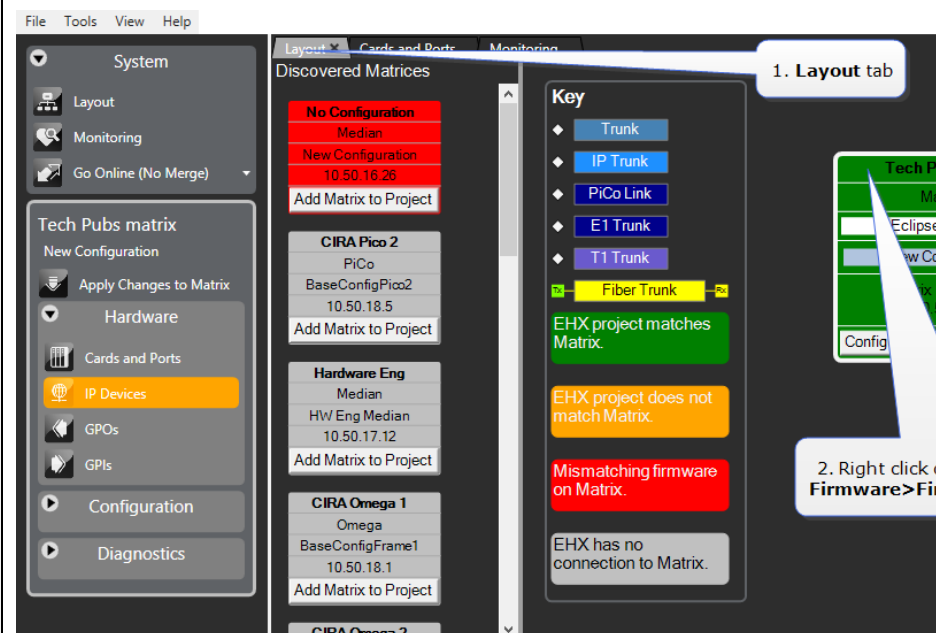 File Tools View Help
System
Layout
Monitoring
Go Online (No Merge)
Tech Pubs matrix
New Configuration
Apply Changes to Matrix
Hardware
Cards and Ports
IP Devices
GPOs
GPIs
Configuration
Diagnostics
Layout Cards and Ports Monitoring
Discovered Matrices
No Configuration
Median
New Configuration
10.50.16.26
Add Matrix to Project
CIRA Pico 2
PiCo
BaseConfigPico2
10.50.18.5
Add Matrix to Project
Hardware Eng
Median
HW Eng Median
10.50.17.12
Add Matrix to Project
CIRA Omega 1
Omega
BaseConfigFrame1
10.50.18.1
Add Matrix to Project
CIRA Omega 2
Key
Trunk
IP Trunk
PiCo Link
E1 Trunk
T1 Trunk
Tx Fiber Trunk Rx
EHX project matches
Matrix.
EHX project does not
match Matrix.
Mismatching firmware
on Matrix.
EHX has no
connection to Matrix.
1. Layout tab
Tech P
Eclipse
Config
2. Right click
Firmware>Fi